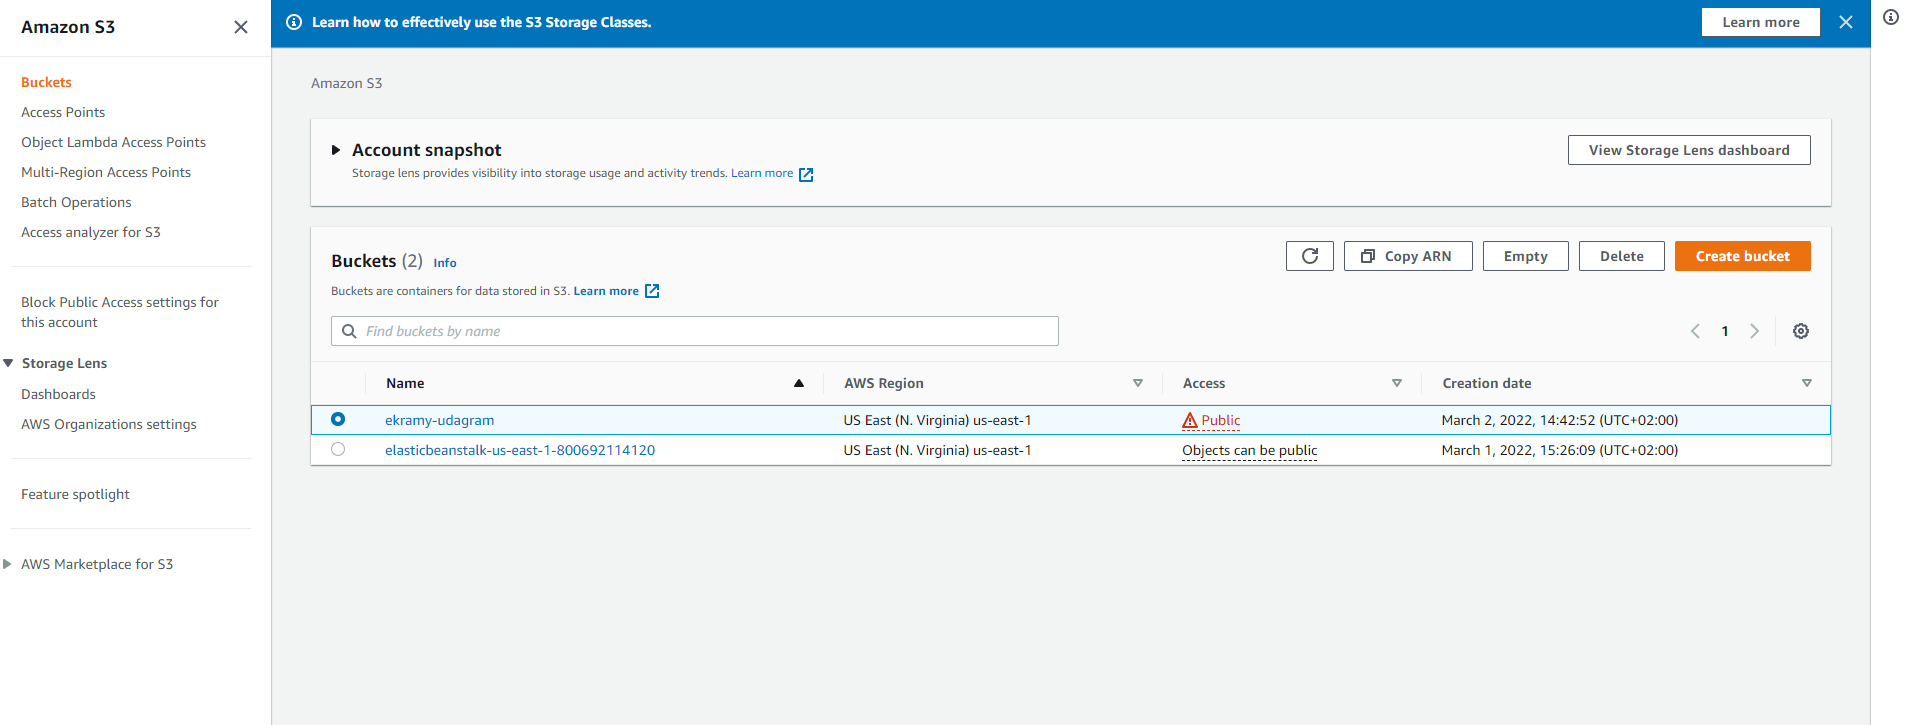 Amazon S3
Buckets
Access Points
Object Lambda Access Points
Multi-Region Access Points
Batch Operations
Access analyzer for S3
Block Public Access settings for
this account
Storage Lens
Dashboards
AWS Organizations settings
Feature spotlight
AWS Marketplace for S3
Learn how to effectively use the S3 Storage Classes. Learn more
Amazon S3
Account snapshot View Storage Lens dashboard
Storage lens provides visibility into storage usage and activity trends. Learn more
Buckets (2) Info Copy ARN Empty Delete Create bucket
Buckets are containers for data stored in S3. Learn more
Find buckets by name 1
Name AWS Region Access Creation date
ekramy-udagram US East (N. Virginia) us-east-1 Public March 2, 2022, 14:42:52 (UTC+02:00)
elasticbeanstalk-us-east-1-800692114120 US East (N. Virginia) us-east-1 Objects can be public March 1, 2022, 15:26:09 (UTC+02:00)